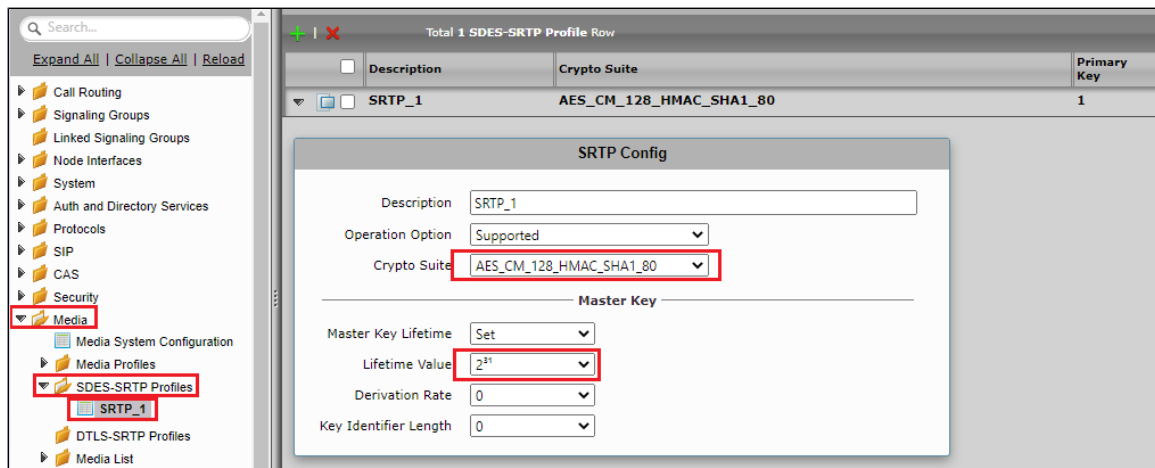 Search...
Expand All | Collapse All | Reload
Call Routing
Signaling Groups
Linked Signaling Groups
Node Interfaces
System
Auth and Directory Services
Protocols
SIP
CAS
Security
Media
Media System Configuration
Media Profiles
SDES-SRTP Profiles
SRTP_1
DTLS-SRTP Profiles
Media List
| Total 1 SDES-SRTP Profile Row
Description Crypto Suite Primary Key
SRTP_1 AES_CM_128_HMAC_SHA1_80 1
SRTP Config
Description SRTP_1
Operation Option Supported
Crypto Suite AES_CM_128_HMAC_SHA1_80
Master Key
Master Key Lifetime Set
Lifetime Value 2³¹
Derivation Rate 0
Key Identifier Length 0